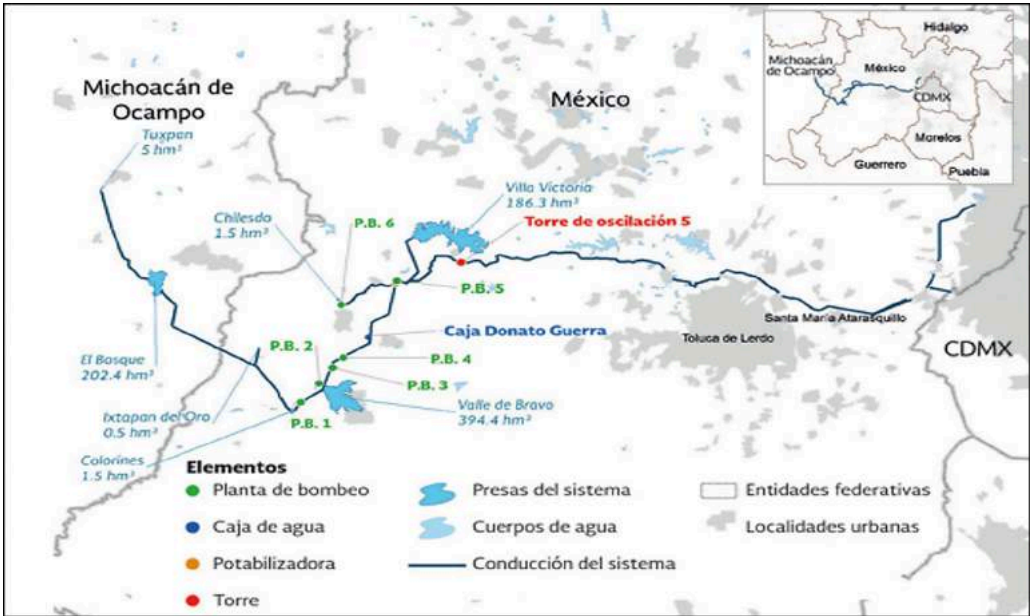 Michoacán de
Ocampo
México
Tuxpan
5 hm³
Chilesdo
1.5 hm³
P.B. 6
Villa Victoria
186.3 hm³
Torre de oscilación 5
P.B. 5
Caja Donato Guerra
P.B. 2
P.B. 4
P.B. 3
P.B. 1
El Bosque
202.4 hm³
Ixtapan del Oro
0.5 hm³
Colorines
1.5 hm³
Valle de Bravo
394.4 hm³
Toluca de Lerdo
Santa María Atarasquillo
CDMX
Hidalgo
Michoacán
de Ocampo
México
CDMX
Morelos
Guerrero
Puebla
Elementos
Planta de bombeo
Caja de agua
Potabilizadora
Torre
Presas del sistema
Cuerpos de agua
Conducción del sistema
Entidades federativas
Localidades urbanas